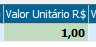 Valor Unitário R$ V
1,00